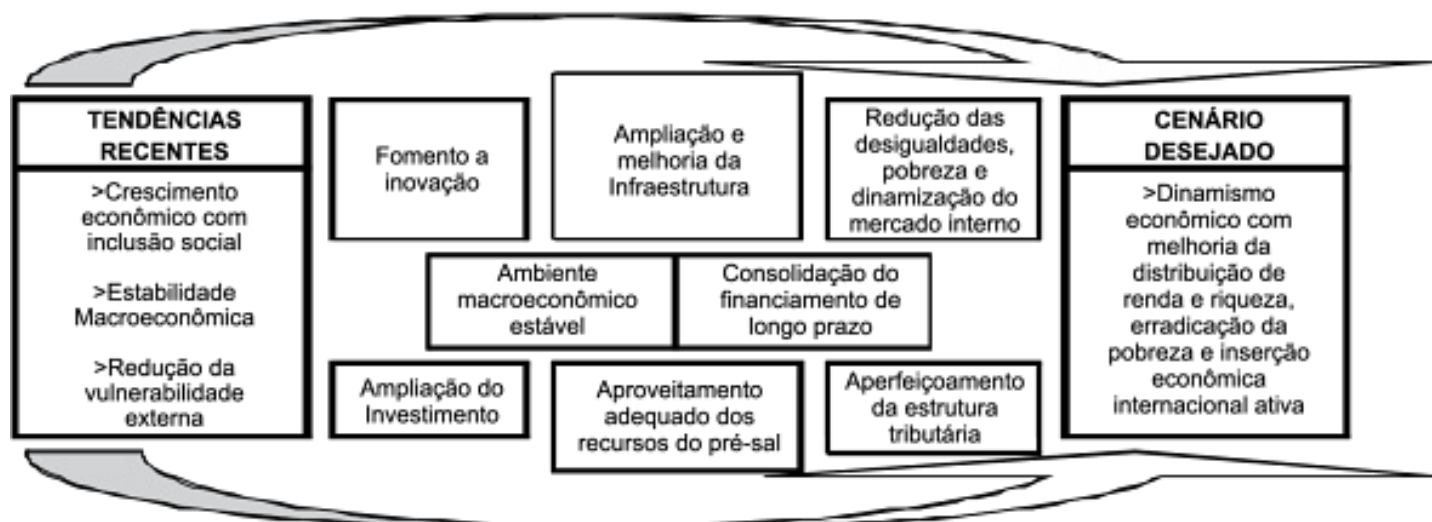 TENDÊNCIAS
RECENTES
>Crescimento
econômico com
inclusão social
>Estabilidade
Macroeconômica
>Redução da
vulnerabilidade
externa
Fomento a
inovação
Ampliação e
melhoria da
Infraestrutura
Redução das
desigualdades,
pobreza e
dinamização do
mercado interno
Ambiente
macroeconômico
estável
Consolidação do
financiamento de
longo prazo
Ampliação do
Investimento
Aproveitamento
adequado dos
recursos do pré-sal
Aperfeiçoamento
da estrutura
tributária
CENÁRIO
DESEJADO
>Dinamismo
econômico com
melhoria da
distribuição de
renda e riqueza,
erradicação da
pobreza e inserção
econômica
internacional ativa